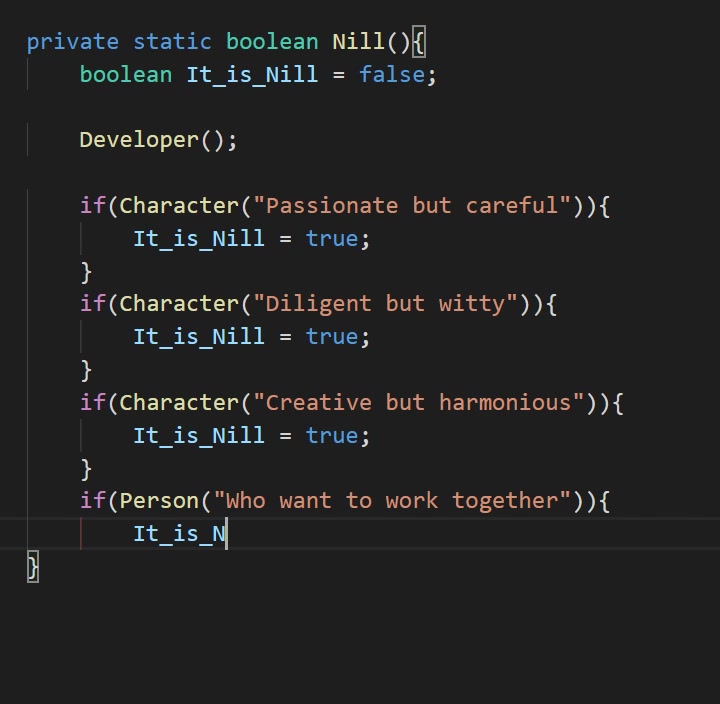 private static boolean Nill(){
    boolean It_is_Nill = false;
    Developer();
    if(Character("Passionate but careful")){
        It_is_Nill = true;
    }
    if(Character("Diligent but witty")){
        It_is_Nill = true;
    }
    if(Character("Creative but harmonious")){
        It_is_Nill = true;
    }
    if(Person("Who want to work together")){
        It_is_N
}